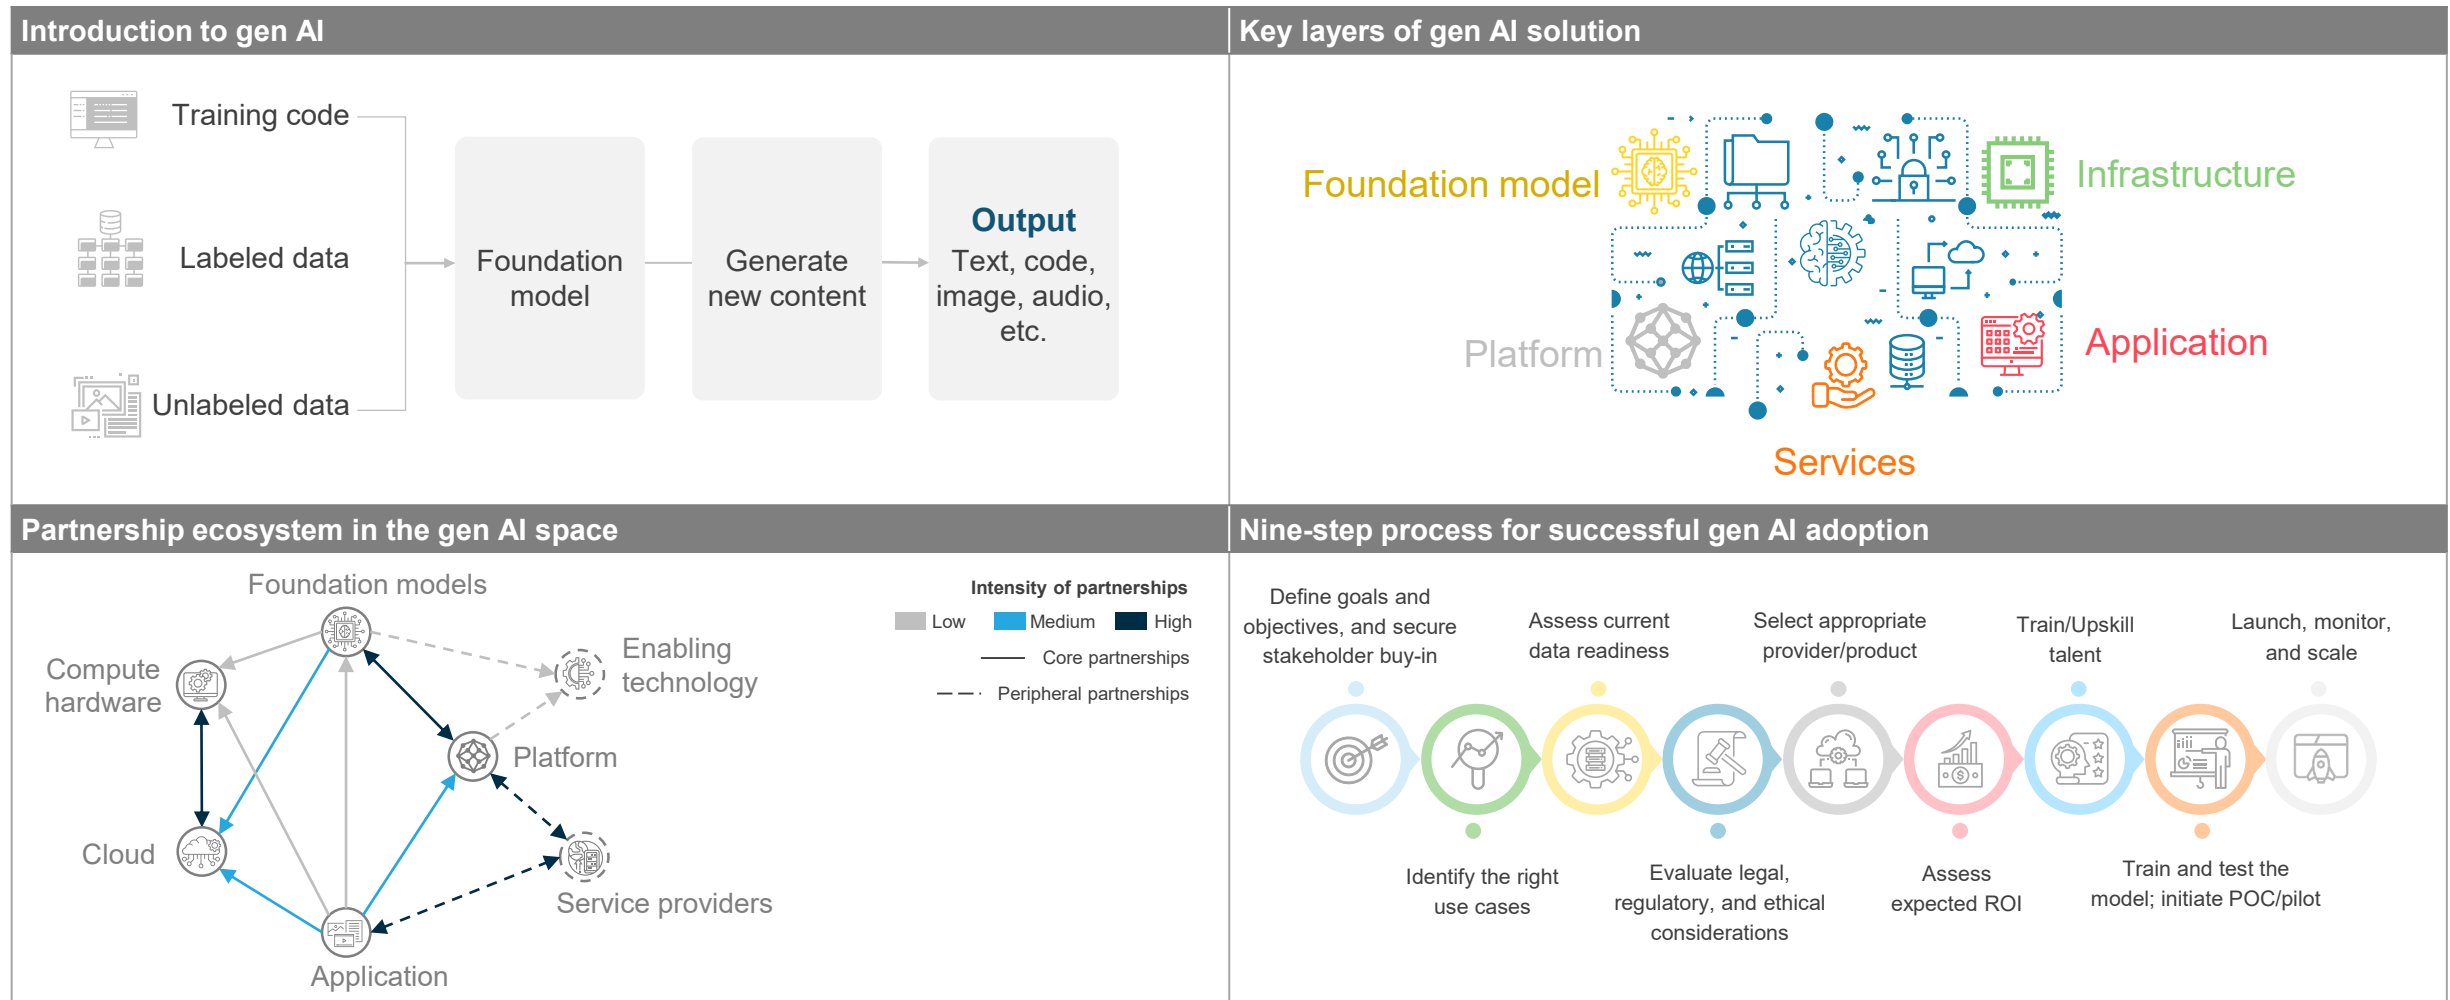 Introduction to gen AI
Training code
Labeled data
Unlabeled data
Foundation
model
Generate
new content
Output
Text, code,
image, audio,
etc.
Key layers of gen AI solution
Foundation model
Infrastructure
Platform
Application
Services
Partnership ecosystem in the gen AI space
Foundation models
Compute
hardware
Enabling
technology
Platform
Cloud
Service providers
Application
Intensity of partnerships
Low
Medium
High
Core partnerships
Peripheral partnerships
Nine-step process for successful gen AI adoption
Define goals and
objectives, and secure
stakeholder buy-in
Identify the right
use cases
Assess current
data readiness
Evaluate legal,
regulatory, and ethical
considerations
Select appropriate
provider/product
Assess
expected ROI
Train/Upskill
talent
Train and test the
model; initiate POC/pilot
Launch, monitor,
and scale